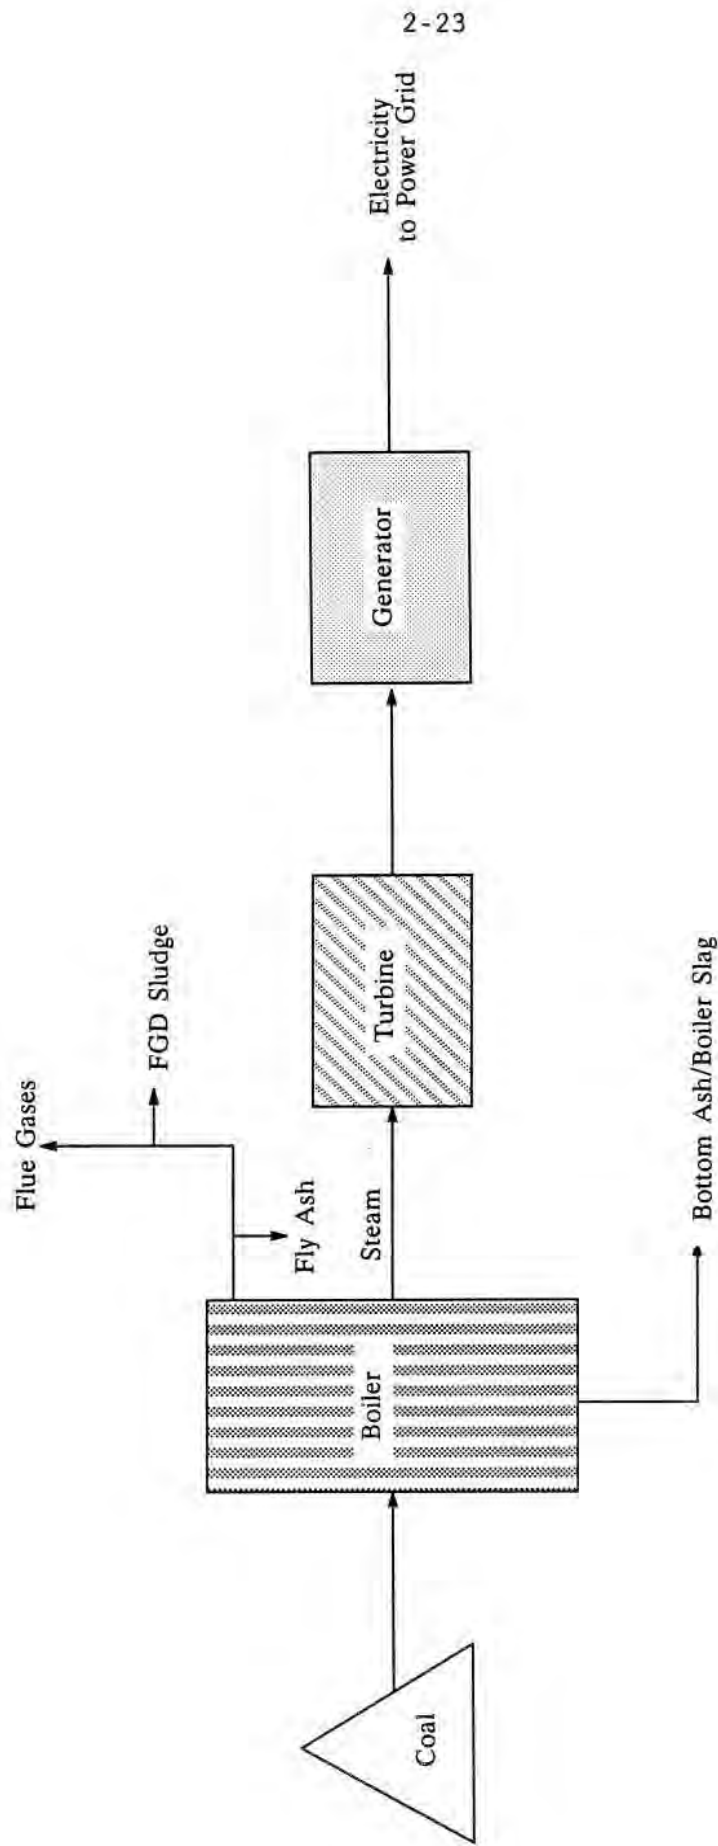 2-23
Flue Gases
FGD Sludge
Fly Ash
Steam
Coal
Boiler
Turbine
Generator
Electricity
to Power Grid
Bottom Ash/Boiler Slag